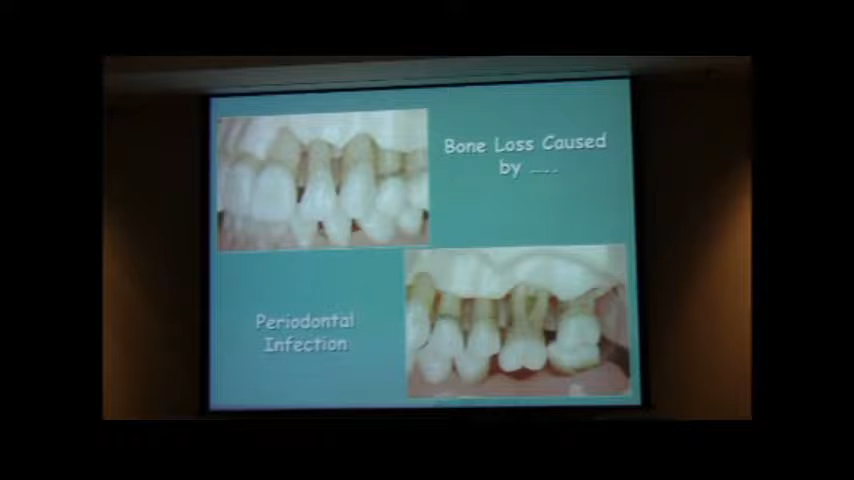 Bone Loss Caused
by ....
Periodontal
Infection